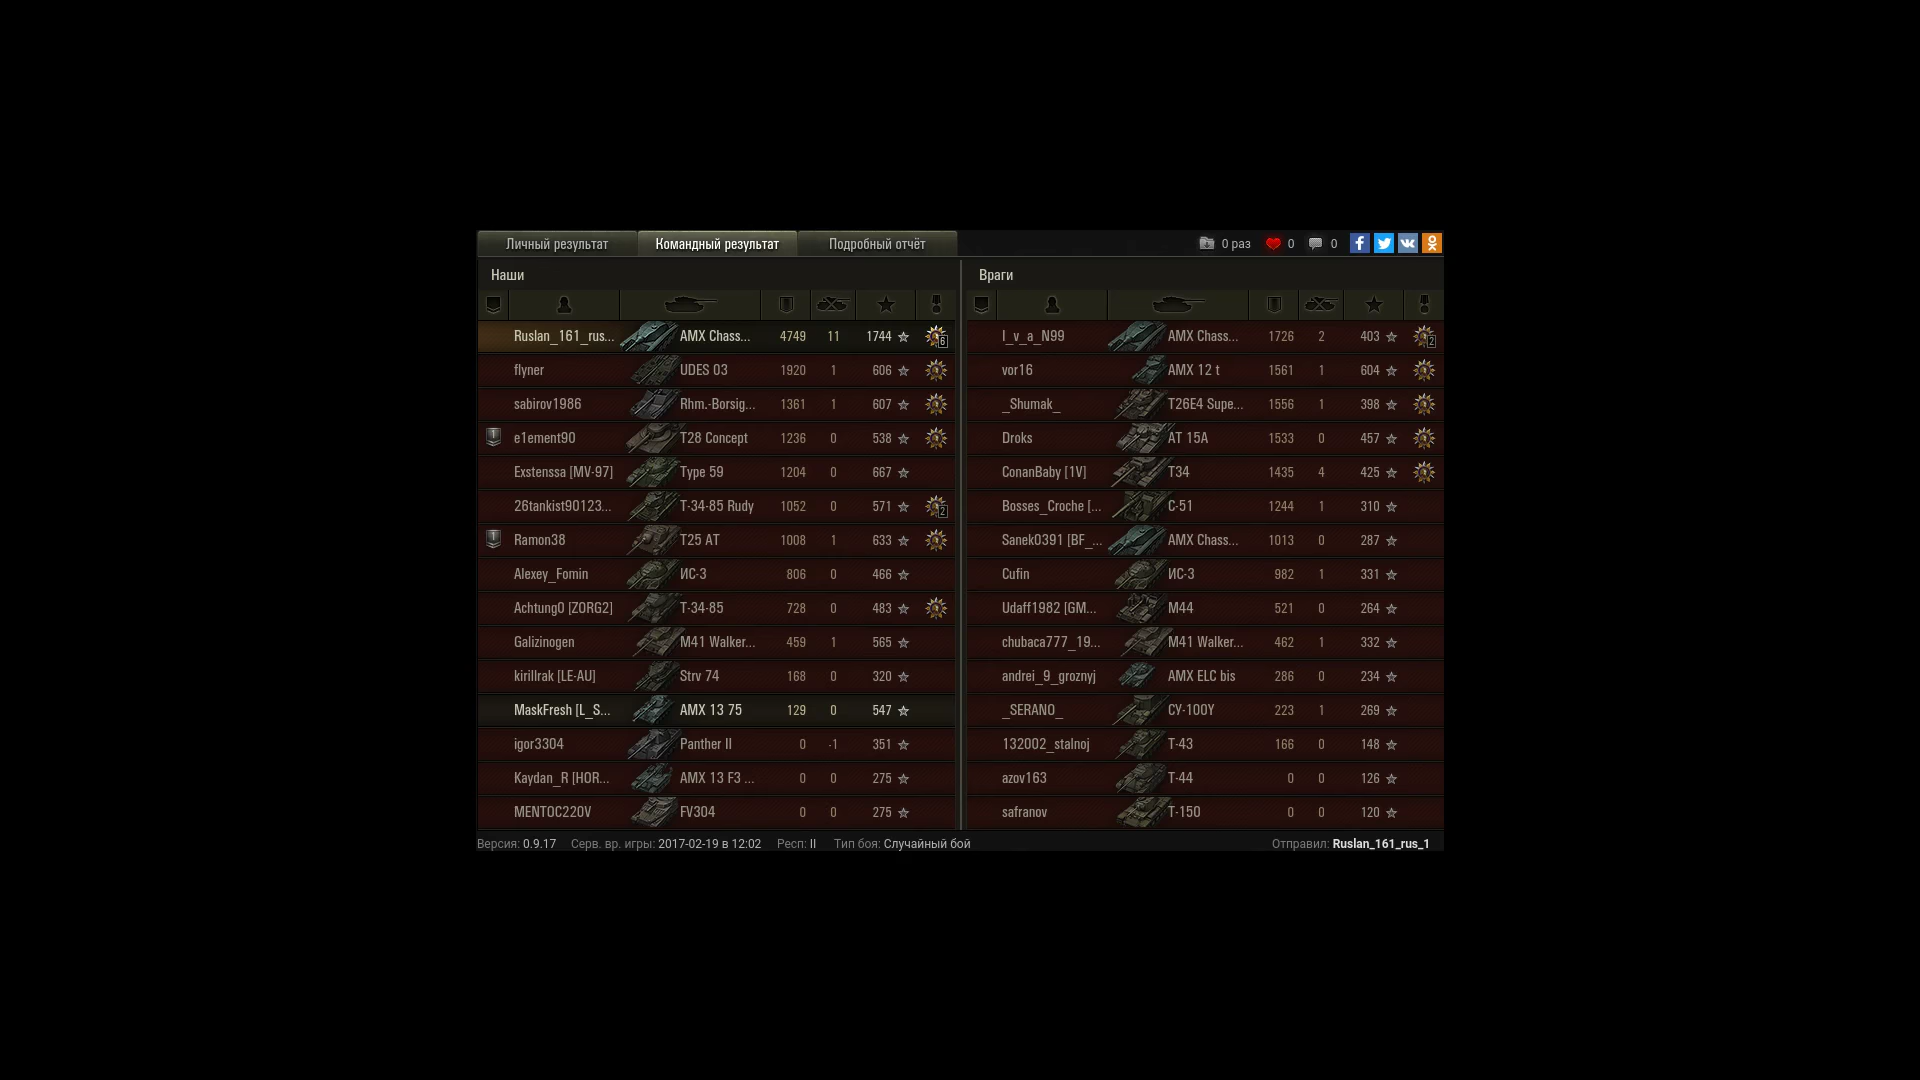 Личный результат Командный результат Подробный отчёт 0 раз 0 0
Наши Враги
Ruslan_161_rus... AMX Chass... 4749 11 1744 6 I_v_a_N99 AMX Chass... 1726 2 403 2
flyner UDES 03 1920 1 606 vor16 AMX 12 t 1561 1 604
sabirov1986 Rhm.-Borsig... 1361 1 607 _Shumak_ T26E4 Supe... 1556 1 398
e1ement90 T28 Concept 1236 0 538 Droks AT 15A 1533 0 457
Exstenssa [MV-97] Type 59 1204 0 667 ConanBaby [1V] T34 1435 4 425
26tankist90123... Т-34-85 Rudy 1052 0 571 2 Bosses_Croche [... С-51 1244 1 310
Ramon38 T25 AT 1008 1 633 Sanek0391 [BF_... AMX Chass... 1013 0 287
Alexey_Fomin ИС-3 806 0 466 Cufin ИС-3 982 1 331
Achtung0 [ZORG2] Т-34-85 728 0 483 Udaff1982 [GM... M44 521 0 264
Galizinogen M41 Walker... 459 1 565 chubaca777_19... M41 Walker... 462 1 332
kirillrak [LE-AU] Strv 74 168 0 320 andrei_9_groznyj AMX ELC bis 286 0 234
MaskFresh [L_S... AMX 13 75 129 0 547 _SERANO_ СУ-100Y 223 1 269
igor3304 Panther II 0 -1 351 132002_stalnoj Т-43 166 0 148
Kaydan_R [HOR... AMX 13 F3 ... 0 0 275 azov163 Т-44 0 0 126
MENTOC220V FV304 0 0 275 safranov Т-150 0 0 120
Версия: 0.9.17 Серв. вр. игры: 2017-02-19 в 12:02 Респ: II Тип боя: Случайный бой Отправил: Ruslan_161_rus_1